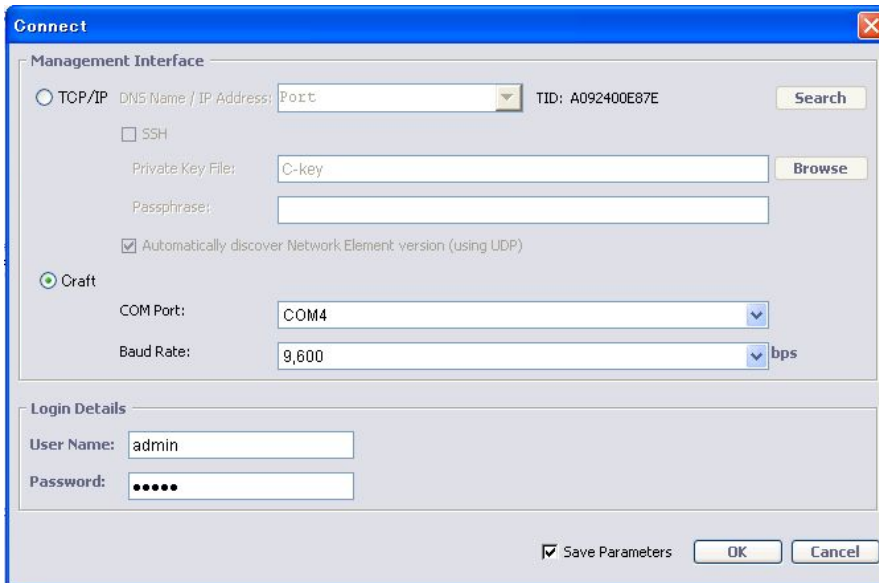 Connect
Management Interface
TCP/IP DNS Name / IP Address: Port TID: A092400E87E Search
SSH
Private Key File: C-key Browse
Passphrase:
Automatically discover Network Element version (using UDP)
Craft
COM Port: COM4
Baud Rate: 9,600 bps
Login Details
User Name: admin
Password: •••••
Save Parameters OK Cancel